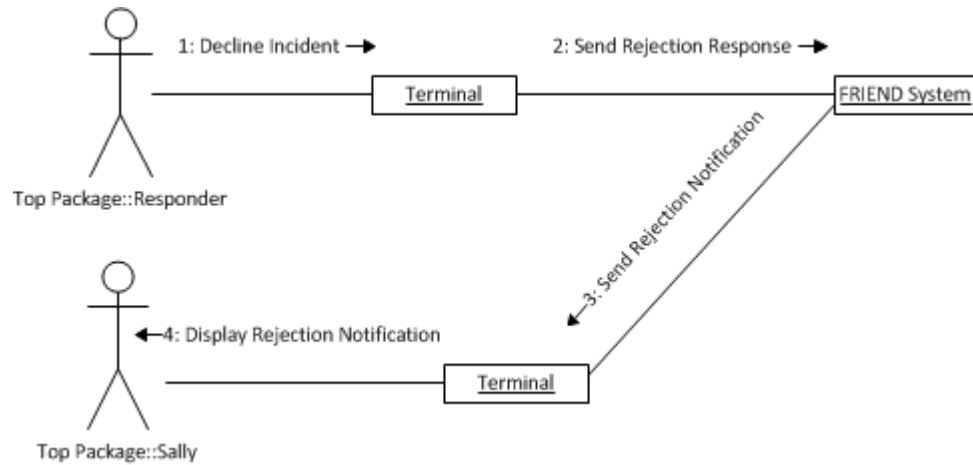 1: Decline Incident
2: Send Rejection Response
Terminal
FRIEND System
Top Package::Responder
3: Send Rejection Notification
4: Display Rejection Notification
Terminal
Top Package::Sally